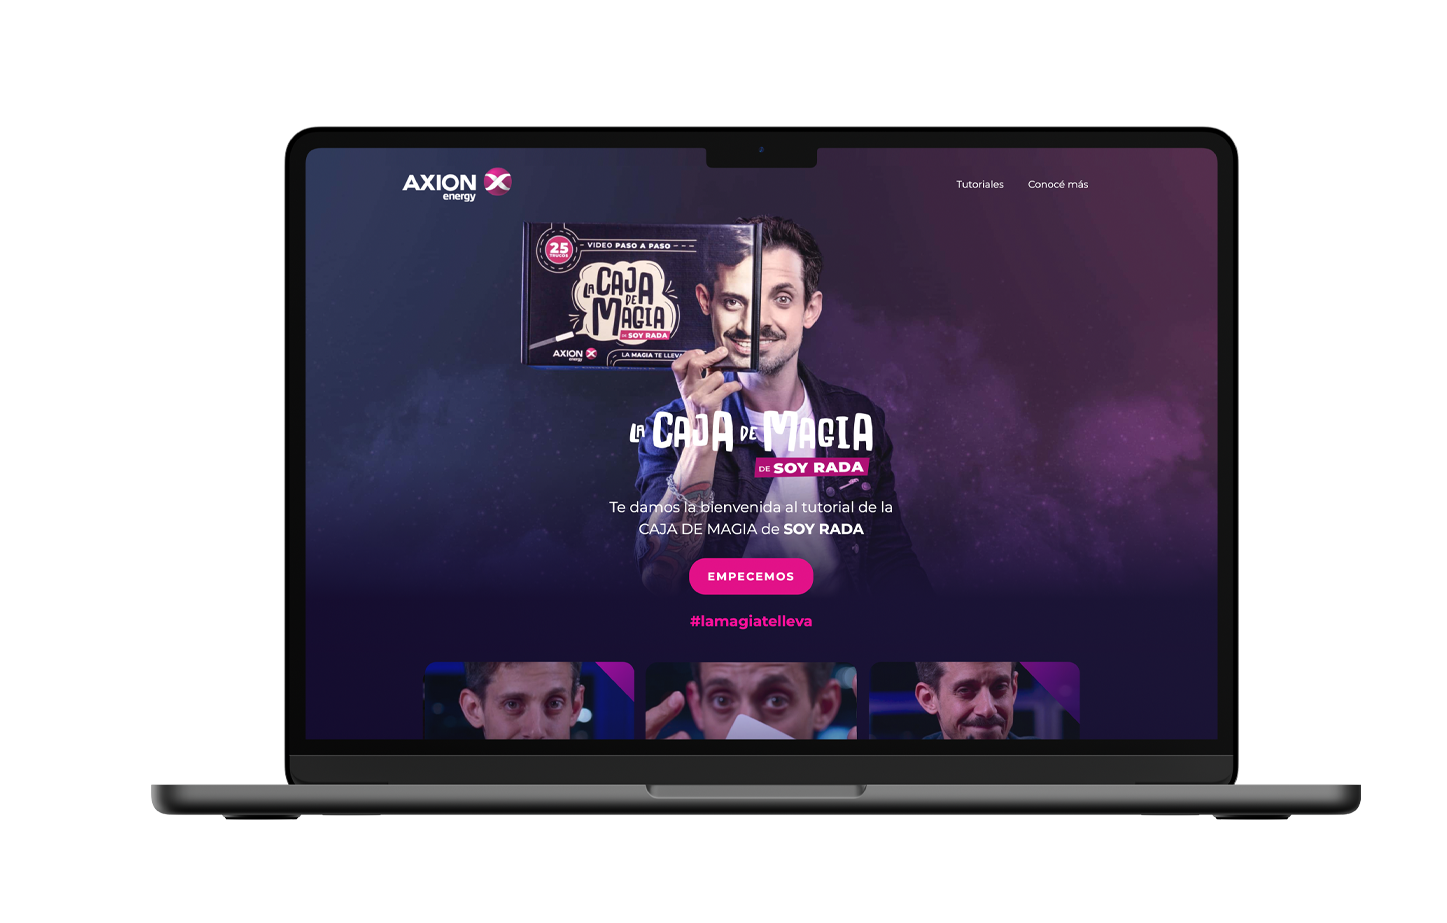 AXION
energy
Tutoriales
Conocé más
25
TRUCOS
VIDEO PASO A PASO
LA CAJA
DE
MAGIA
DE SOY RADA
AXION
energy
LA MAGIA TE LLEVA
LA CAJA DE MAGIA
DE SOY RADA
Te damos la bienvenida al tutorial de la
CAJA DE MAGIA de SOY RADA
EMPECEMOS
#lamagiatelleva